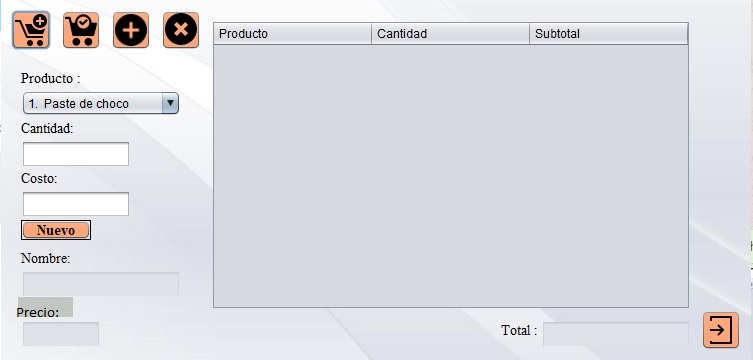 Producto Cantidad Subtotal
Producto :
1. Paste de choco
Cantidad:
Costo:
Nuevo
Nombre:
Precio:
Total :